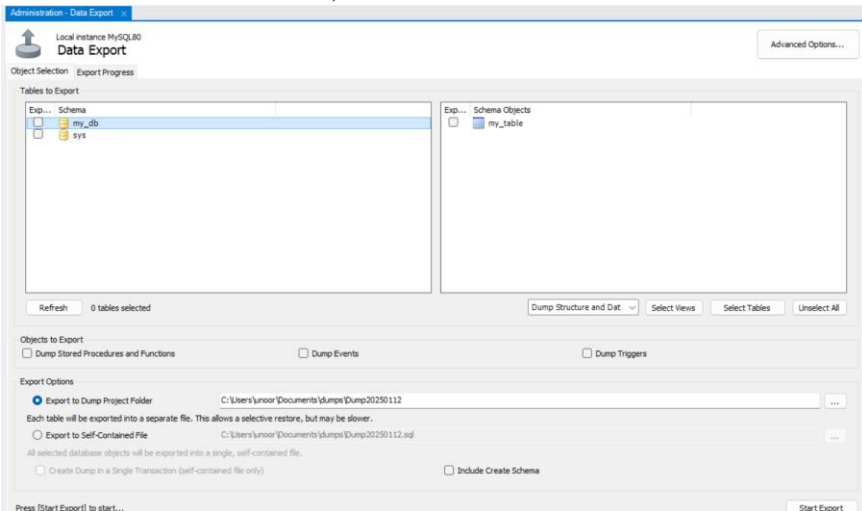 Administration - Data Export
Local instance MySQL80
Data Export
Advanced Options...
Object Selection Export Progress
Tables to Export
Exp... Schema
my_db
sys
Exp... Schema Objects
my_table
Refresh 0 tables selected
Dump Structure and Dat Select Views Select Tables Unselect All
Objects to Export
Dump Stored Procedures and Functions Dump Events Dump Triggers
Export Options
Export to Dump Project Folder C:\Users\unoor\Documents\dumps\Dump20250112 ...
Each table will be exported into a separate file. This allows a selective restore, but may be slower.
Export to Self-Contained File C:\Users\unoor\Documents\dumps\Dump20250112.sql ...
All selected database objects will be exported into a single, self-contained file.
Create Dump in a Single Transaction (self-contained file only) Include Create Schema
Press [Start Export] to start... Start Export